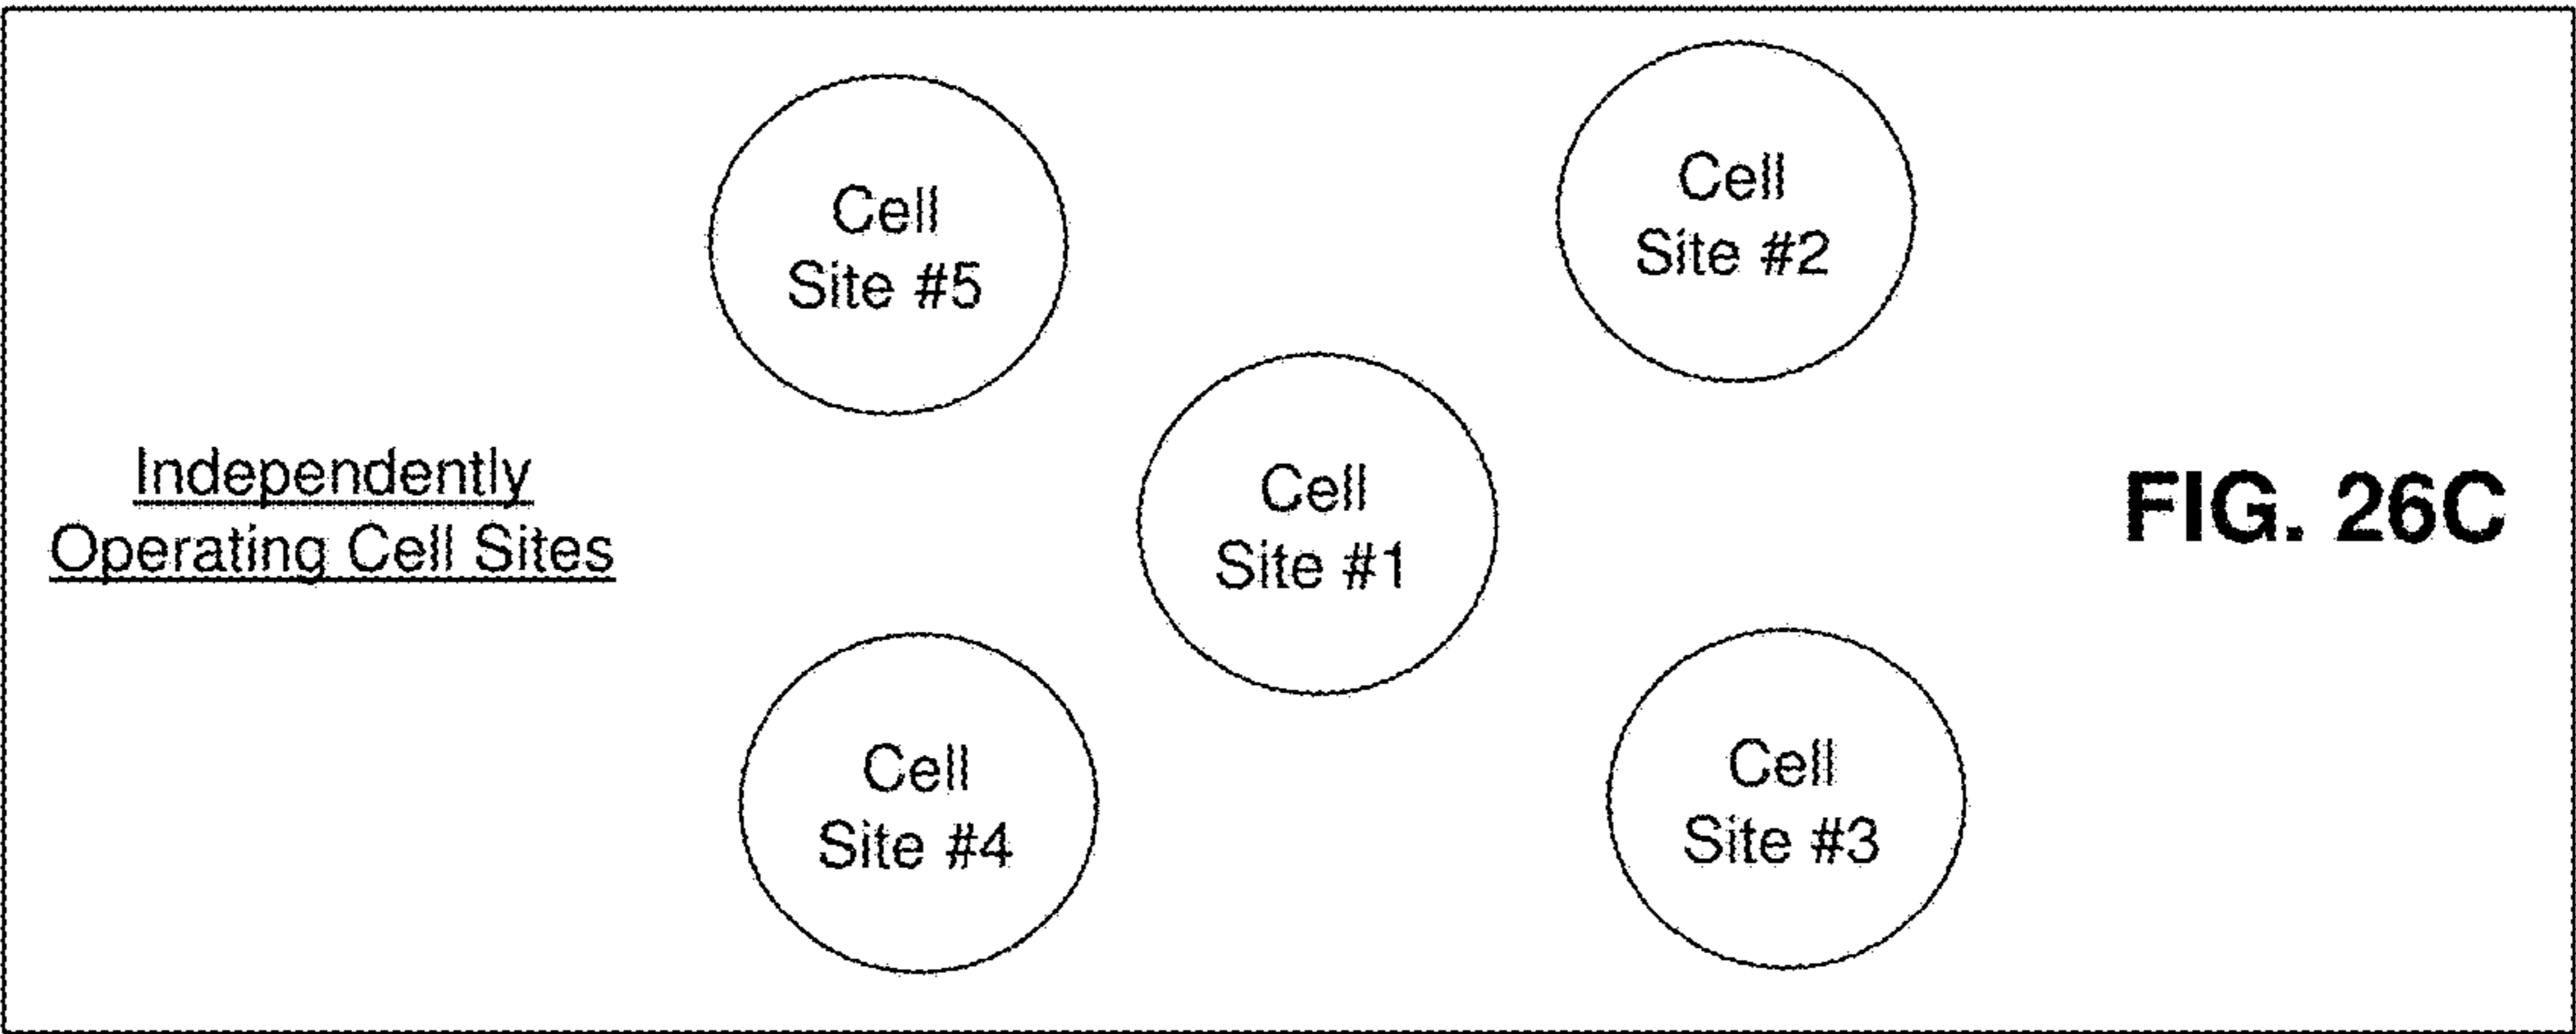 Cell
Site #5
Cell
Site #2
Independently
Operating Cell Sites
Cell
Site #1
FIG. 26C
Cell
Site #4
Cell
Site #3